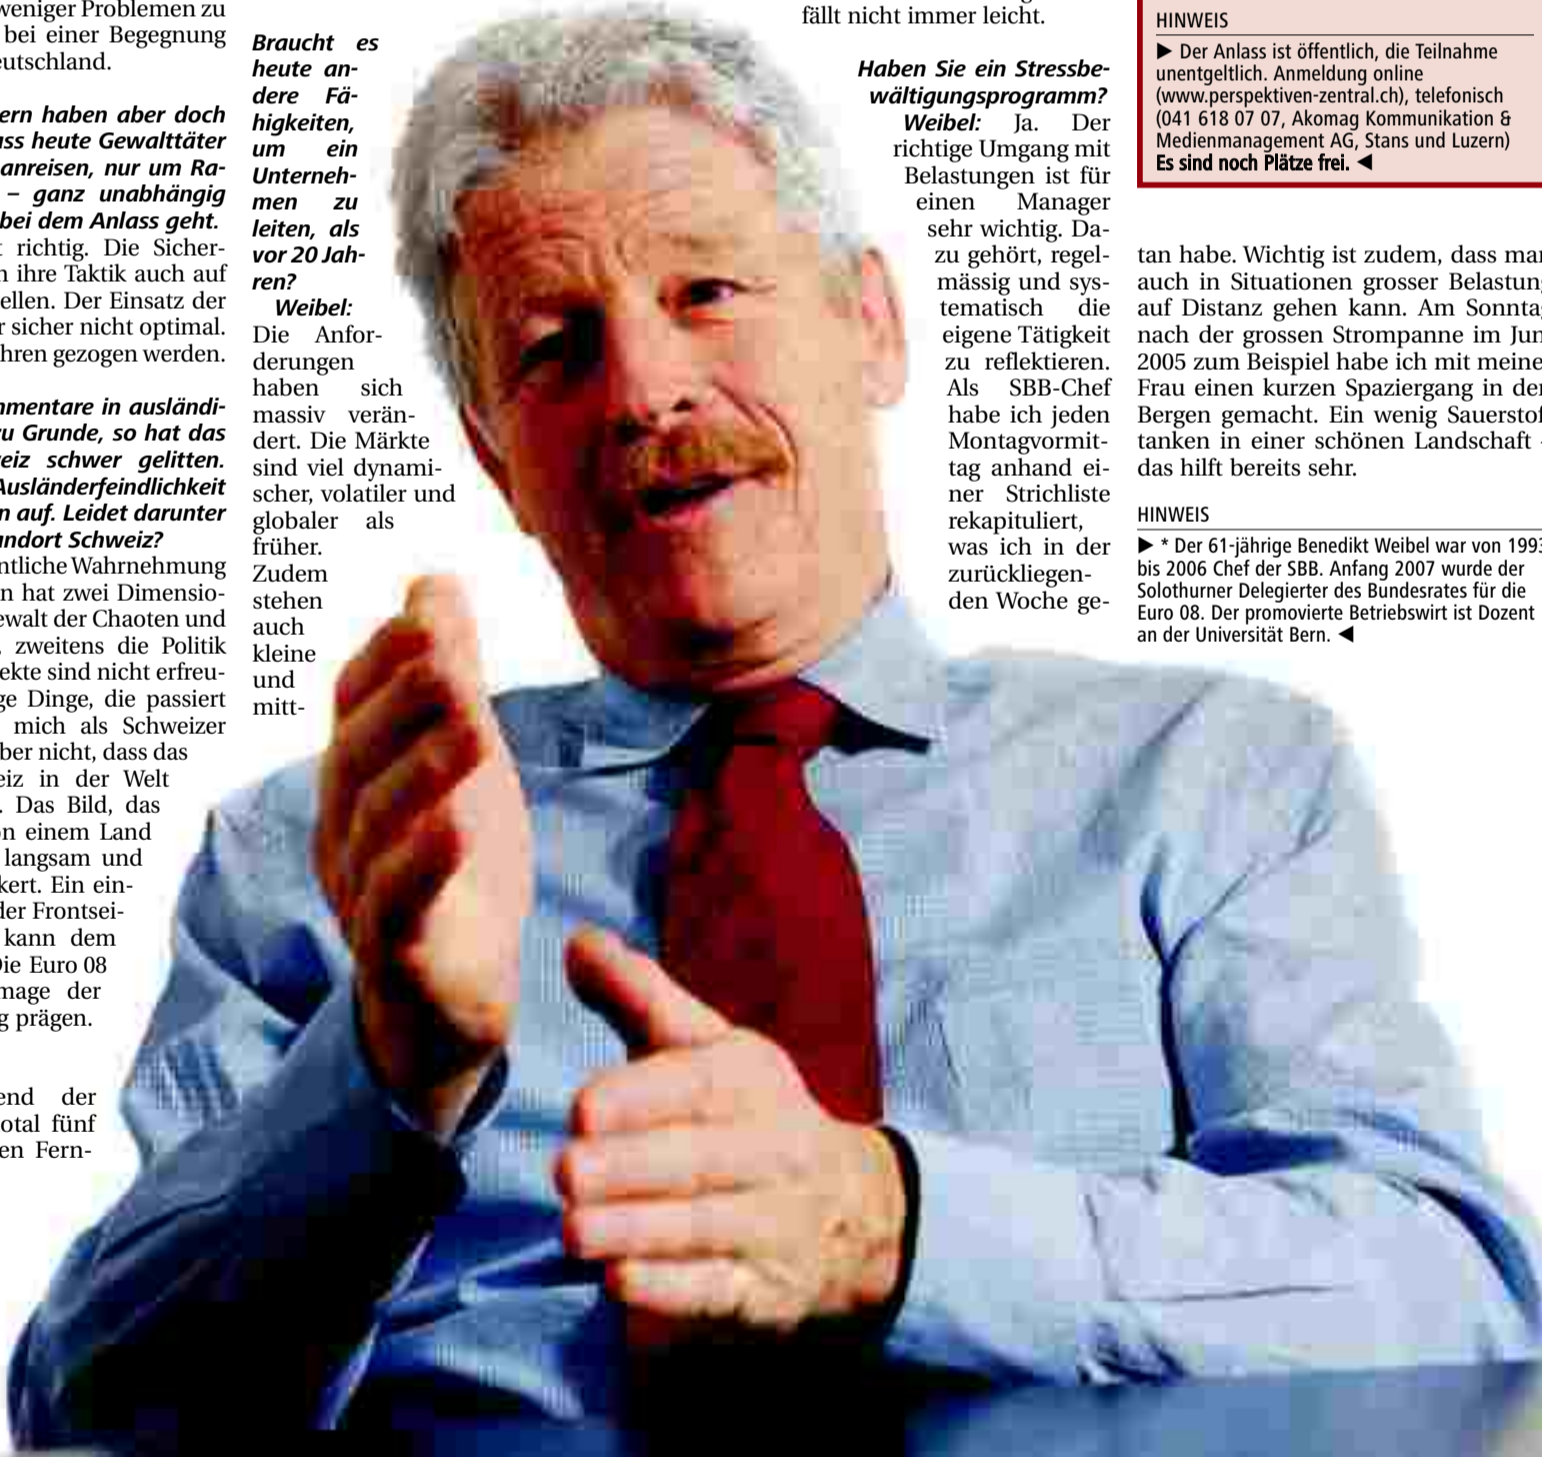 weniger Problemen zu
bei einer Begegnung
eutschland.
ern haben aber doch
ass heute Gewalttäter
anreisen, nur um Ra-
– ganz unabhängig
bei dem Anlass geht.
t richtig. Die Sicher-
n ihre Taktik auch auf
ellen. Der Einsatz der
r sicher nicht optimal.
hren gezogen werden.
mmentare in ausländi-
zu Grunde, so hat das
weiz schwer gelitten.
Ausländerfeindlichkeit
n auf. Leidet darunter
andort Schweiz?
ntliche Wahrnehmung
n hat zwei Dimensio-
ewalt der Chaoten und
, zweitens die Politik
ekte sind nicht erfreu-
ge Dinge, die passiert
mich als Schweizer
ber nicht, dass das
eiz in der Welt
. Das Bild, das
on einem Land
langsam und
kert. Ein ein-
der Frontsei-
kann dem
Die Euro 08
mage der
g prägen.
end der
otal fünf
en Fern-
Braucht es
heute an-
dere Fä-
higkeiten,
um ein
Unterneh-
men zu
leiten, als
vor 20 Jah-
ren?
Weibel:
Die Anfor-
derungen
haben sich
massiv verän-
dert. Die Märkte
sind viel dynami-
scher, volatiler und
globaler als
früher.
Zudem
stehen
auch
kleine
und
mitt-
fällt nicht immer leicht.
Haben Sie ein Stressbe-
wältigungsprogramm?
Weibel: Ja. Der
richtige Umgang mit
Belastungen ist für
einen Manager
sehr wichtig. Da-
zu gehört, regel-
mässig und sys-
tematisch die
eigene Tätigkeit
zu reflektieren.
Als SBB-Chef
habe ich jeden
Montagvormit-
tag anhand ei-
ner Strichliste
rekapituliert,
was ich in der
zurückliegen-
den Woche ge-
HINWEIS
▶ Der Anlass ist öffentlich, die Teilnahme
unentgeltlich. Anmeldung online
(www.perspektiven-zentral.ch), telefonisch
(041 618 07 07, Akomag Kommunikation &
Medienmanagement AG, Stans und Luzern)
Es sind noch Plätze frei. ◀
tan habe. Wichtig ist zudem, dass man
auch in Situationen grosser Belastung
auf Distanz gehen kann. Am Sonntag
nach der grossen Strompanne im Jun
2005 zum Beispiel habe ich mit meine
Frau einen kurzen Spaziergang in den
Bergen gemacht. Ein wenig Sauerstof
tanken in einer schönen Landschaft -
das hilft bereits sehr.
HINWEIS
▶ * Der 61-jährige Benedikt Weibel war von 1993
bis 2006 Chef der SBB. Anfang 2007 wurde der
Solothurner Delegierter des Bundesrates für die
Euro 08. Der promovierte Betriebswirt ist Dozent
an der Universität Bern. ◀